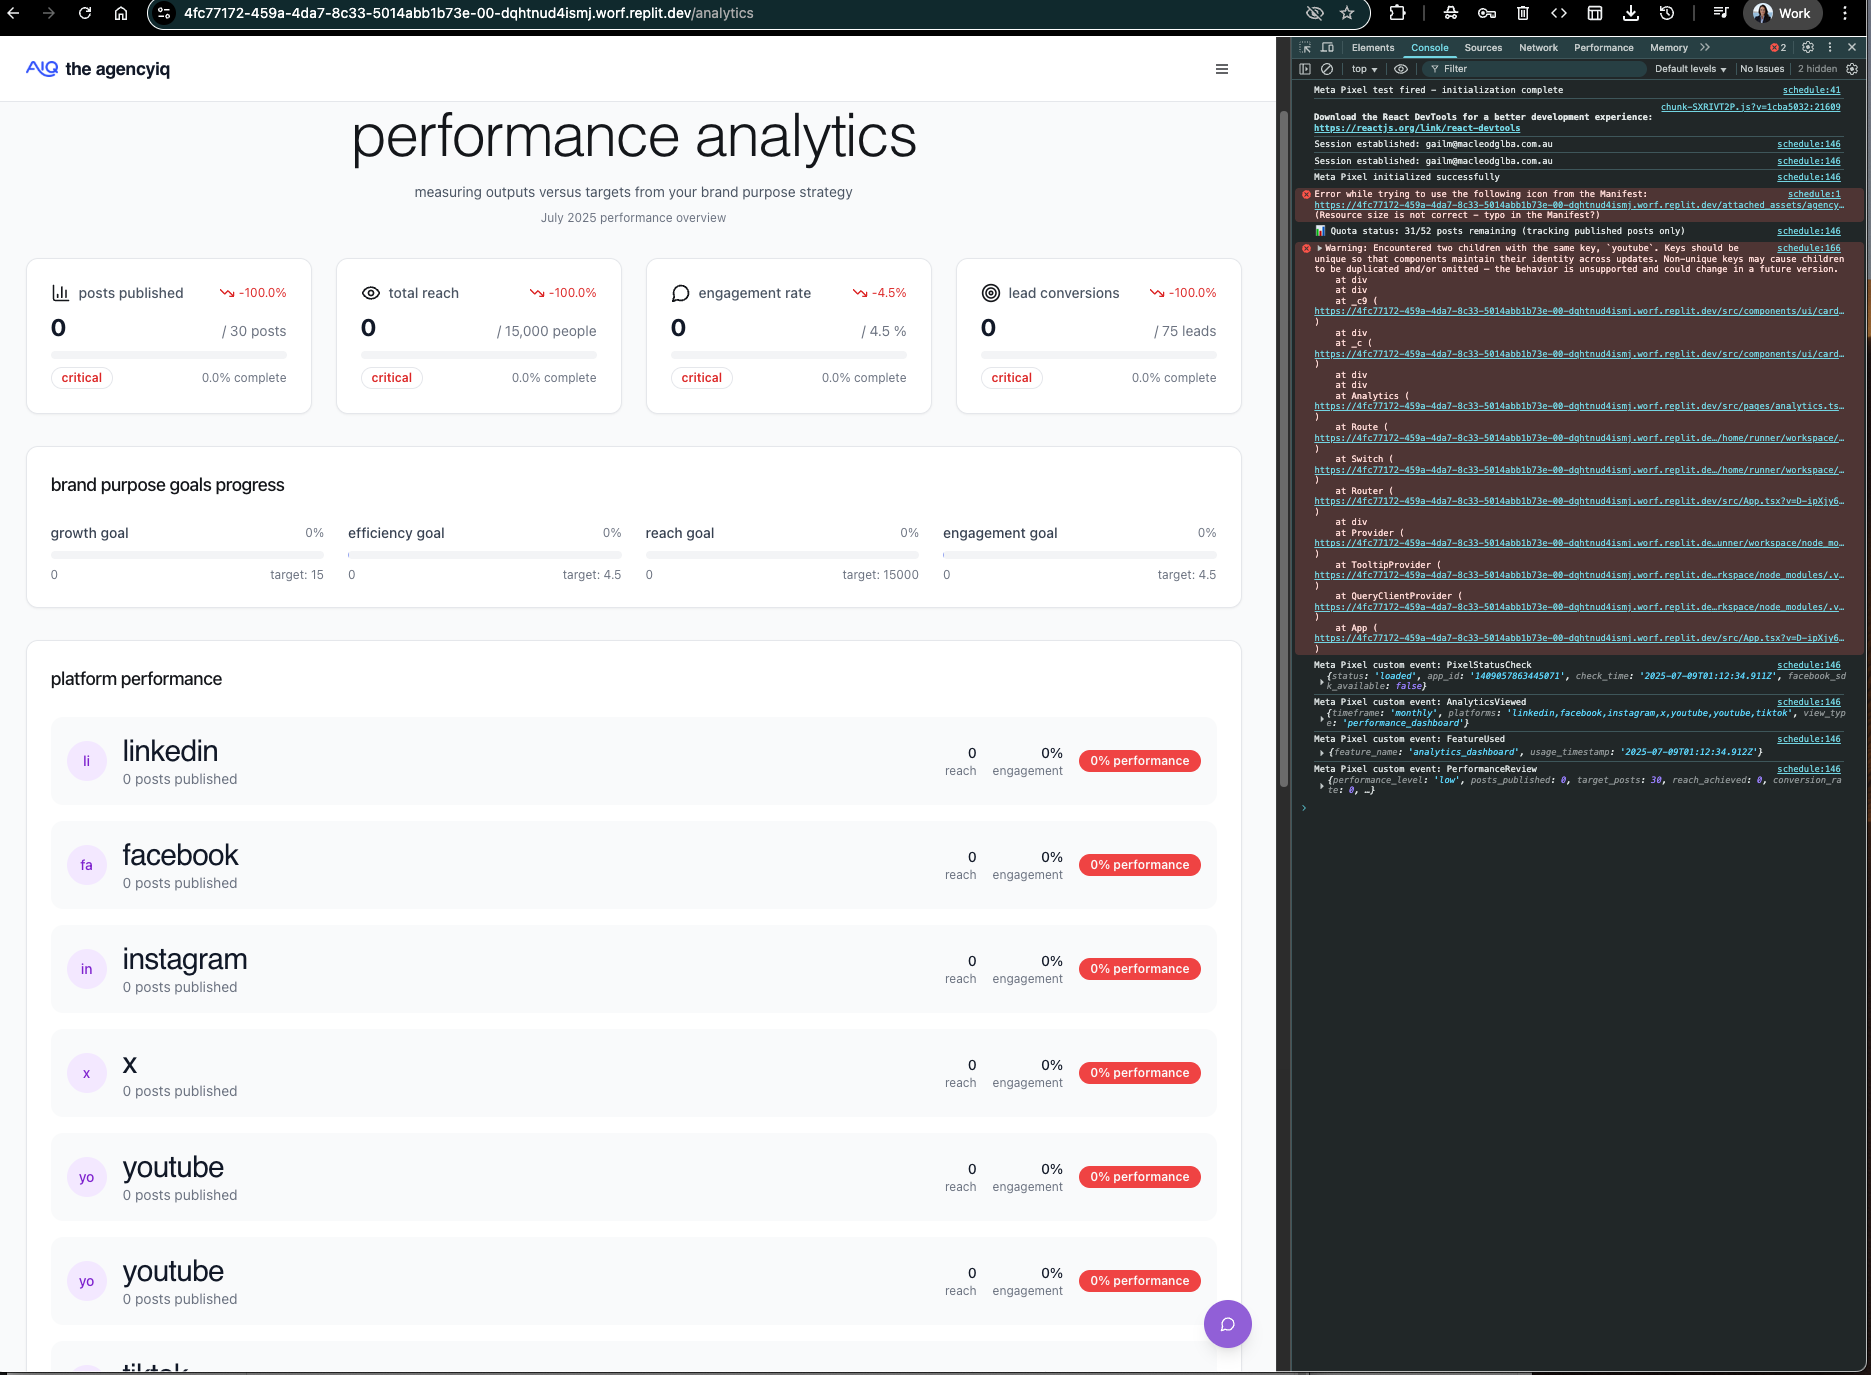 4fc77172-459a-4da7-8c33-5014abb1b73e-00-dqhtnud4ismj.worf.replit.dev/analytics
Work
AIQ the agencyiq
performance analytics
measuring outputs versus targets from your brand purpose strategy
July 2025 performance overview
posts published -100.0%
0 / 30 posts
critical 0.0% complete
total reach -100.0%
0 / 15,000 people
critical 0.0% complete
engagement rate -4.5%
0 / 4.5 %
critical 0.0% complete
lead conversions -100.0%
0 / 75 leads
critical 0.0% complete
brand purpose goals progress
growth goal 0%
0 target: 15
efficiency goal 0%
0 target: 4.5
reach goal 0%
0 target: 15000
engagement goal 0%
0 target: 4.5
platform performance
li linkedin
0 posts published
0 reach 0% engagement 0% performance
fa facebook
0 posts published
0 reach 0% engagement 0% performance
in instagram
0 posts published
0 reach 0% engagement 0% performance
x x
0 posts published
0 reach 0% engagement 0% performance
yo youtube
0 posts published
0 reach 0% engagement 0% performance
yo youtube
0 posts published
0 reach 0% engagement 0% performance
tiktok
Elements Console Sources Network Performance Memory 2
top Filter Default levels No Issues 2 hidden
Meta Pixel test fired - initialization complete schedule:41
chunk-SXRIVT2P.js?v=1cba5032:21609
Download the React DevTools for a better development experience:
https://reactjs.org/link/react-devtools
Session established: gailm@macleodglba.com.au schedule:146
Session established: gailm@macleodglba.com.au schedule:146
Meta Pixel initialized successfully schedule:146
Error while trying to use the following icon from the Manifest: schedule:1
https://4fc77172-459a-4da7-8c33-5014abb1b73e-00-dqhtnud4ismj.worf.replit.dev/attached_assets/agency…
(Resource size is not correct - typo in the Manifest?)
📊 Quota status: 31/52 posts remaining (tracking published posts only) schedule:146
Warning: Encountered two children with the same key, `youtube`. Keys should be schedule:166
unique so that components maintain their identity across updates. Non-unique keys may cause children
to be duplicated and/or omitted — the behavior is unsupported and could change in a future version.
at div
at div
at _c9 (
https://4fc77172-459a-4da7-8c33-5014abb1b73e-00-dqhtnud4ismj.worf.replit.dev/src/components/ui/card…
)
at div
at _c (
https://4fc77172-459a-4da7-8c33-5014abb1b73e-00-dqhtnud4ismj.worf.replit.dev/src/components/ui/card…
)
at div
at div
at Analytics (
https://4fc77172-459a-4da7-8c33-5014abb1b73e-00-dqhtnud4ismj.worf.replit.dev/src/pages/analytics.ts…
)
at Route (
https://4fc77172-459a-4da7-8c33-5014abb1b73e-00-dqhtnud4ismj.worf.replit.de…/home/runner/workspace/…
)
at Switch (
https://4fc77172-459a-4da7-8c33-5014abb1b73e-00-dqhtnud4ismj.worf.replit.de…/home/runner/workspace/…
)
at Router (
https://4fc77172-459a-4da7-8c33-5014abb1b73e-00-dqhtnud4ismj.worf.replit.dev/src/App.tsx?v=D-ipXjy6…
)
at div
at Provider (
https://4fc77172-459a-4da7-8c33-5014abb1b73e-00-dqhtnud4ismj.worf.replit.de…unner/workspace/node_mo…
)
at TooltipProvider (
https://4fc77172-459a-4da7-8c33-5014abb1b73e-00-dqhtnud4ismj.worf.replit.de…rkspace/node_modules/.v…
)
at QueryClientProvider (
https://4fc77172-459a-4da7-8c33-5014abb1b73e-00-dqhtnud4ismj.worf.replit.de…rkspace/node_modules/.v…
)
at App (
https://4fc77172-459a-4da7-8c33-5014abb1b73e-00-dqhtnud4ismj.worf.replit.dev/src/App.tsx?v=D-ipXjy6…
)
Meta Pixel custom event: PixelStatusCheck schedule:146
{status: 'loaded', app_id: '1409057863445071', check_time: '2025-07-09T01:12:34.911Z', facebook_sd
k_available: false}
Meta Pixel custom event: AnalyticsViewed schedule:146
{timeframe: 'monthly', platforms: 'linkedin,facebook,instagram,x,youtube,youtube,tiktok', view_typ
e: 'performance_dashboard'}
Meta Pixel custom event: FeatureUsed schedule:146
{feature_name: 'analytics_dashboard', usage_timestamp: '2025-07-09T01:12:34.912Z'}
Meta Pixel custom event: PerformanceReview schedule:146
{performance_level: 'low', posts_published: 0, target_posts: 30, reach_achieved: 0, conversion_ra
te: 0, …}